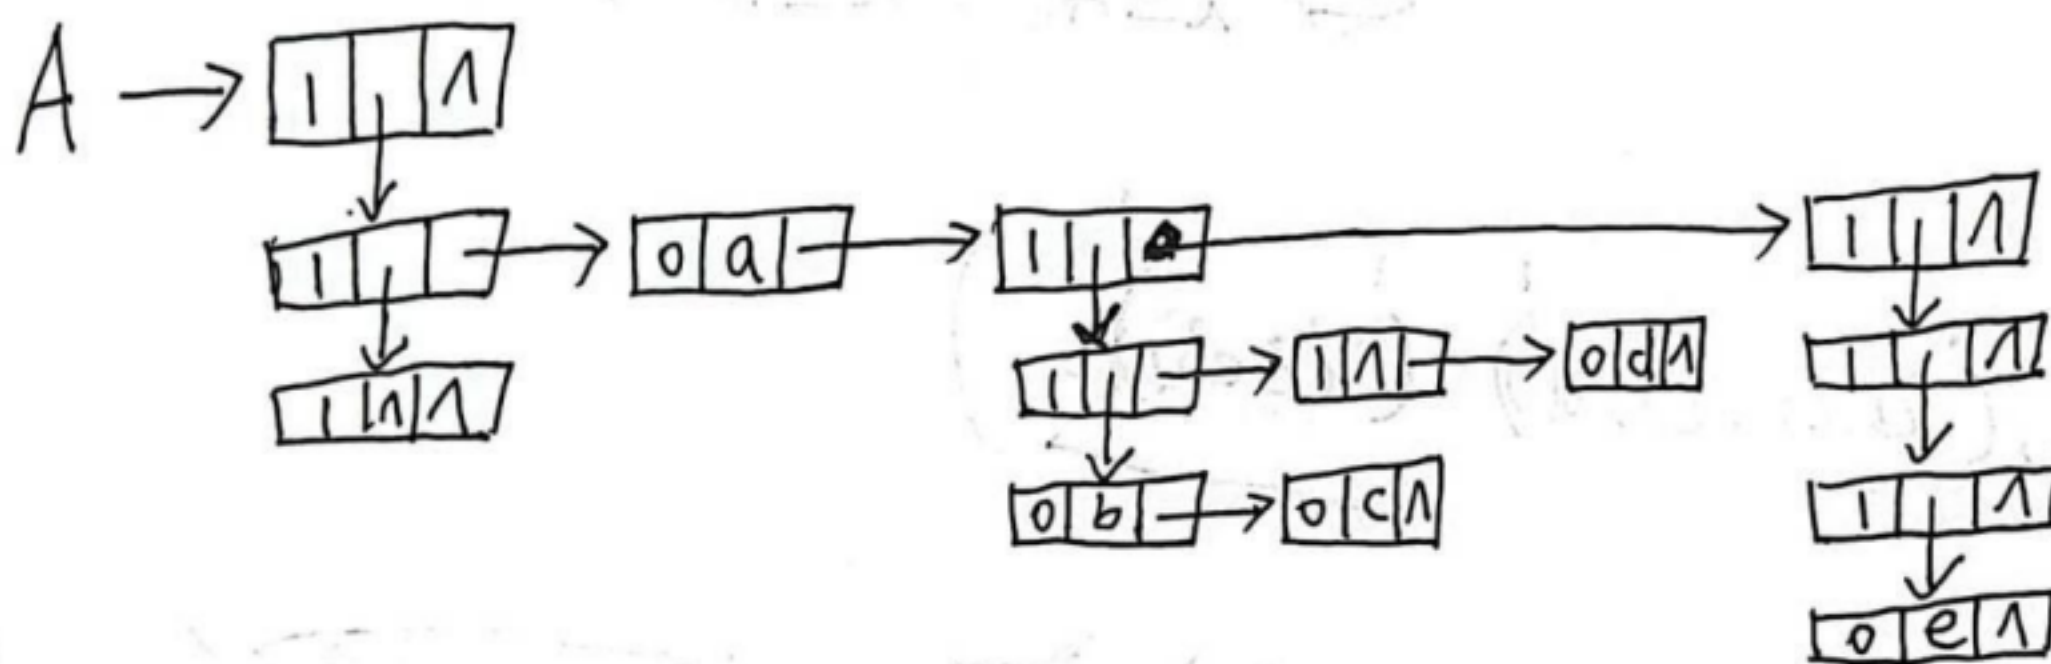 A → 1 ∧
1 0 a 1 1 ∧
1 1 ∧ 0 d ∧ 1 ∧
1 ∧ ∧
0 b 0 c ∧ 1 ∧
0 e ∧